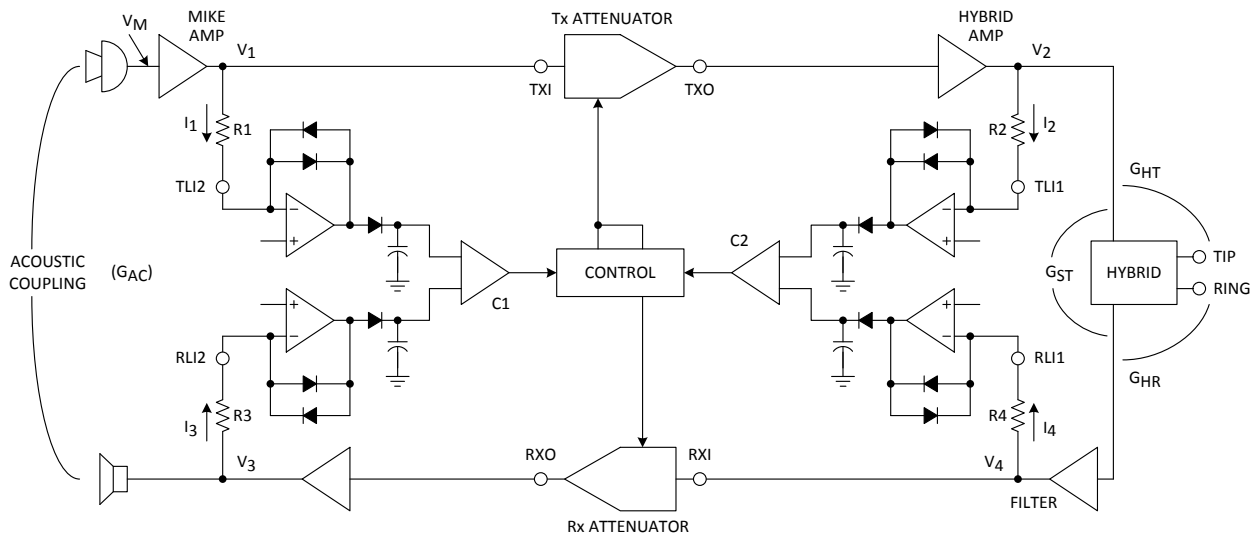 MIKE
AMP
Tx ATTENUATOR
HYBRID
AMP
VM
V1
V2
TXI
TXO
I1
R1
R2
I2
TLI2
TLI1
GHT
ACOUSTIC
COUPLING
(GAC)
C1
CONTROL
C2
GST
HYBRID
TIP
RING
RLI2
RLI1
GHR
I3
R3
R4
I4
V3
RXO
RXI
V4
FILTER
Rx ATTENUATOR
− + + − − + + −